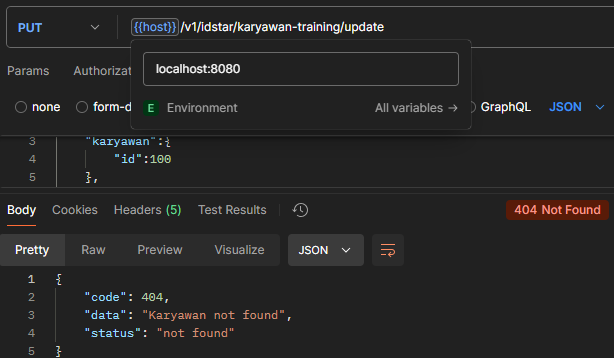 PUT {{host}}/v1/idstar/karyawan-training/update
localhost:8080
Params Authorizat
E Environment All variables →
none form-d GraphQL JSON
3 "karyawan":{
4 "id":100
5 },
Body Cookies Headers (5) Test Results 404 Not Found
Pretty Raw Preview Visualize JSON
1 {
2 "code": 404,
3 "data": "Karyawan not found",
4 "status": "not found"
5 }